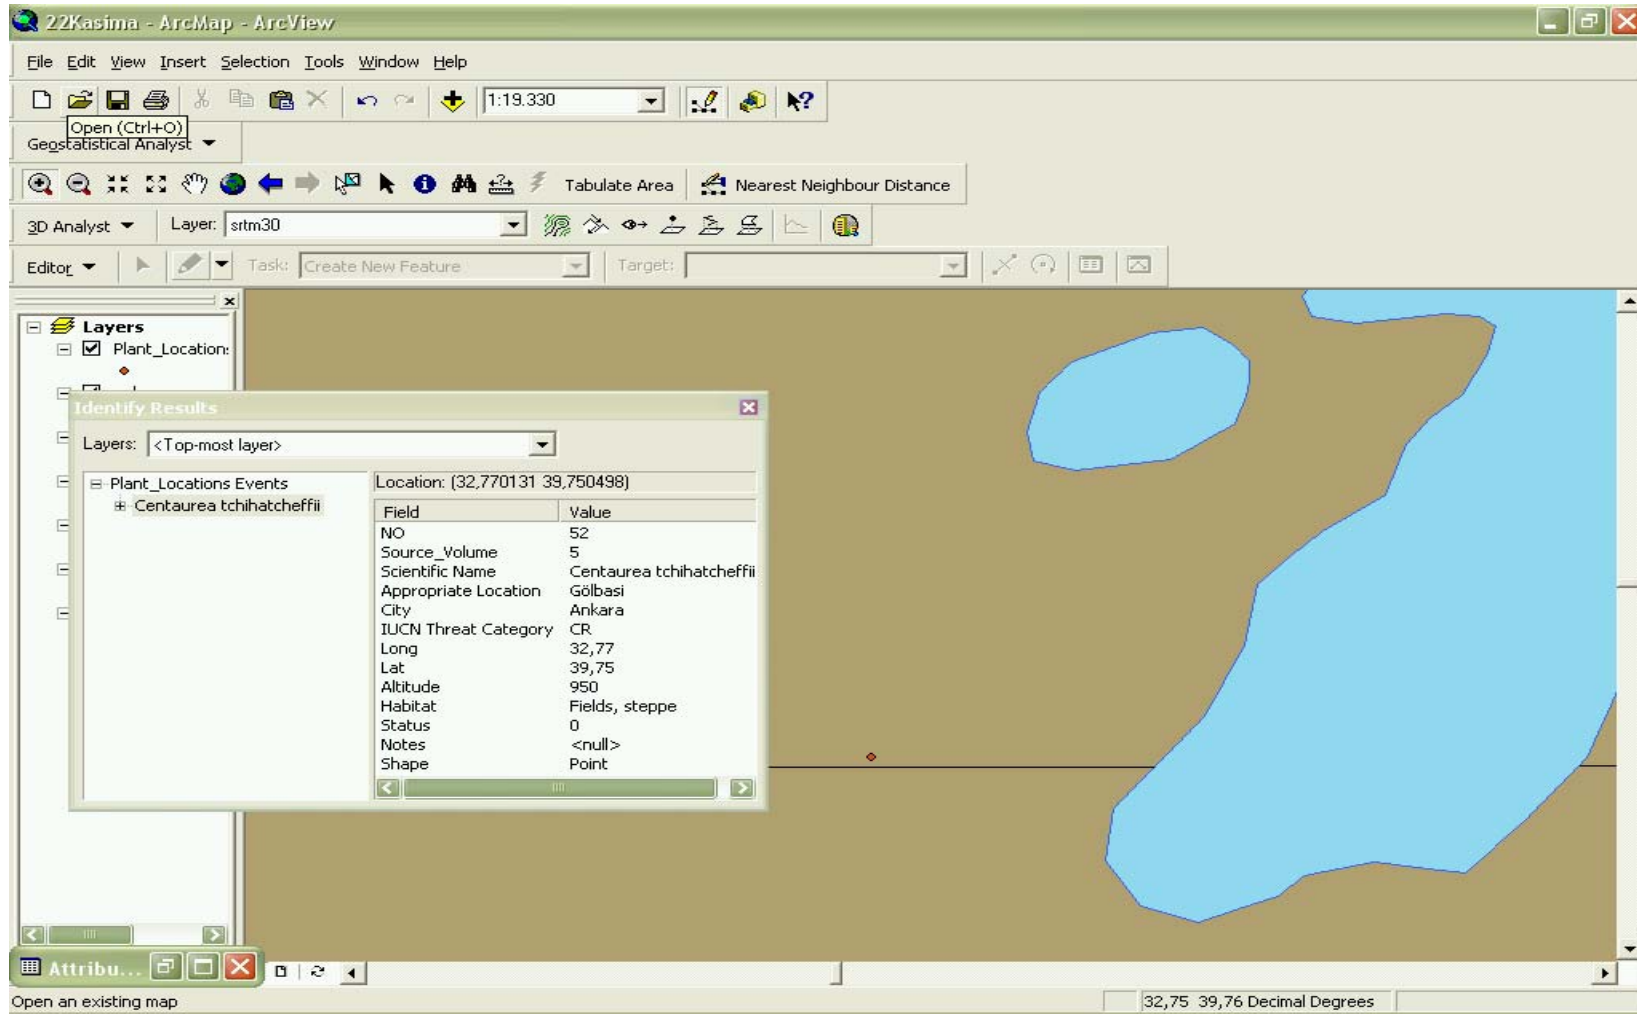 22Kasima - ArcMap - ArcView
File Edit View Insert Selection Tools Window Help
1:19.330
Open (Ctrl+O)
Geostatistical Analyst
Tabulate Area Nearest Neighbour Distance
3D Analyst Layer: srtm30
Editor Task: Create New Feature Target:
Layers
Plant_Locations
Identify Results
Layers: <Top-most layer>
Plant_Locations Events
Centaurea tchihatcheffii
Location: (32,770131 39,750498)
Field Value
NO 52
Source_Volume 5
Scientific Name Centaurea tchihatcheffii
Appropriate Location Gölbasi
City Ankara
IUCN Threat Category CR
Long 32,77
Lat 39,75
Altitude 950
Habitat Fields, steppe
Status 0
Notes <null>
Shape Point
Attribu...
Open an existing map
32,75 39,76 Decimal Degrees